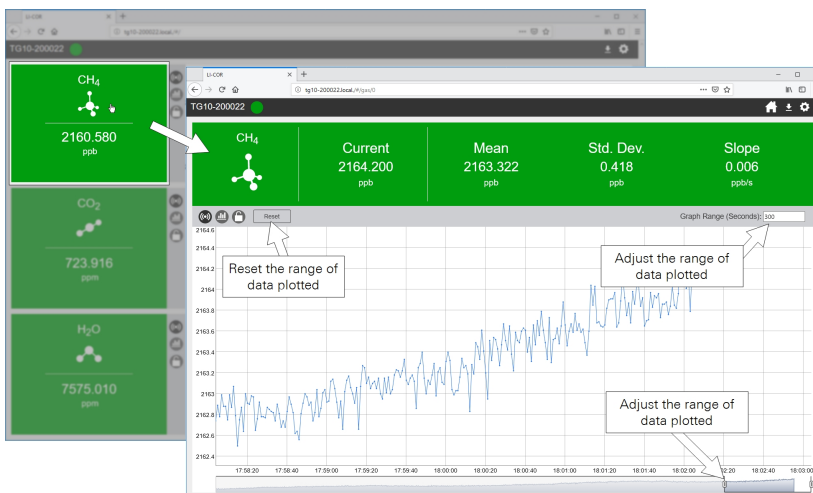 LI-COR
tg10-200022.local/#/
TG10-200022
CH4
2160.580
ppb
CO2
723.916
ppm
H2O
7575.010
ppm
LI-COR
tg10-200022.local/#/gas/0
TG10-200022
CH4
Current
2164.200
ppb
Mean
2163.322
ppb
Std. Dev.
0.418
ppb
Slope
0.006
ppb/s
Reset
Graph Range (Seconds): 300
Reset the range of
data plotted
Adjust the range of
data plotted
Adjust the range of
data plotted
2164.6
2164.4
2164.2
2164
2163.8
2163.6
2163.4
2163.2
2163
2162.8
2162.6
2162.4
17:58:20 17:58:40 17:59:00 17:59:20 17:59:40 18:00:00 18:00:20 18:00:40 18:01:00 18:01:20 18:01:40 18:02:00 02:20 18:02:40 18:03:00